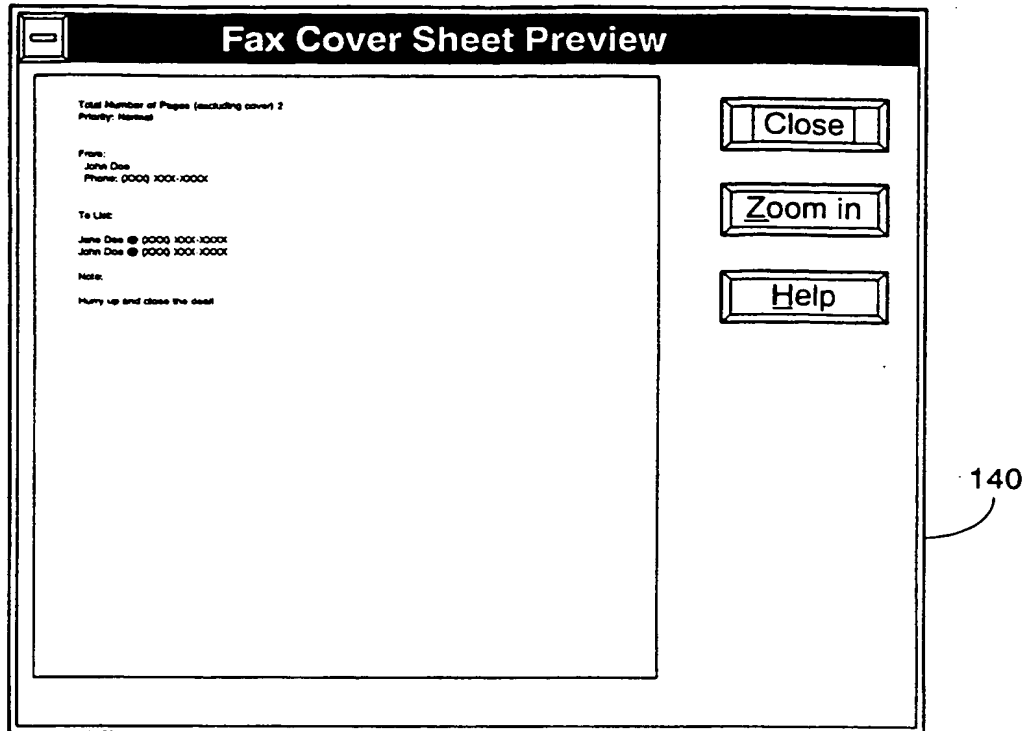 Fax Cover Sheet Preview
Total Number of Pages (excluding cover) 2
Priority: Normal
From:
John Doe
Phone: (XXX) XXX-XXXX
To List:
Jane Doe @ (XXX) XXX-XXXX
John Doe @ (XXX) XXX-XXXX
Note:
Hurry up and close the deal!
Close
Zoom in
Help
140